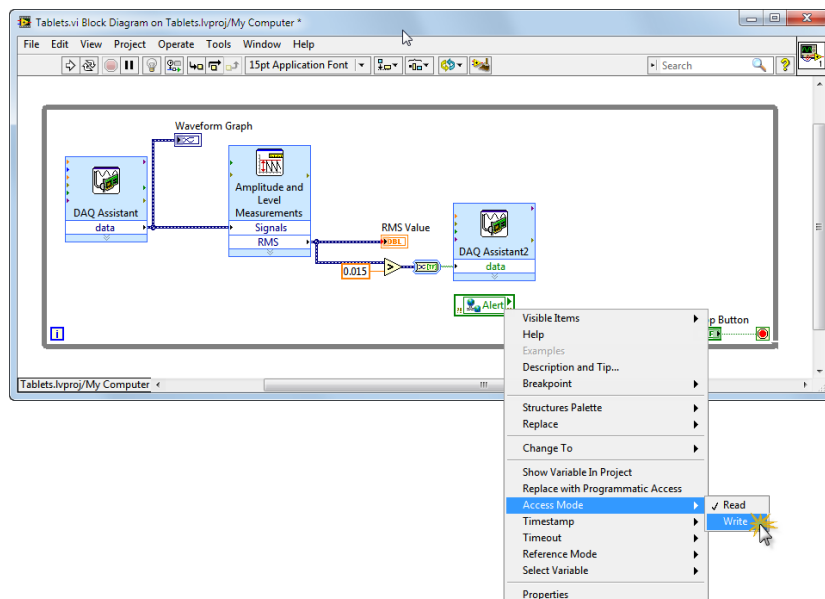 Tablets.vi Block Diagram on Tablets.lvproj/My Computer *
File Edit View Project Operate Tools Window Help
15pt Application Font
Search
1
Waveform Graph
DAQ Assistant
data
Amplitude and
Level
Measurements
Signals
RMS
RMS Value
DBL
0.015
>
TF
DAQ Assistant2
data
!! Alert !!
p Button
F
i
Tablets.lvproj/My Computer
Visible Items
Help
Examples
Description and Tip...
Breakpoint
Structures Palette
Replace
Change To
Show Variable In Project
Replace with Programmatic Access
Access Mode
✓ Read
Write
Timestamp
Timeout
Reference Mode
Select Variable
Properties